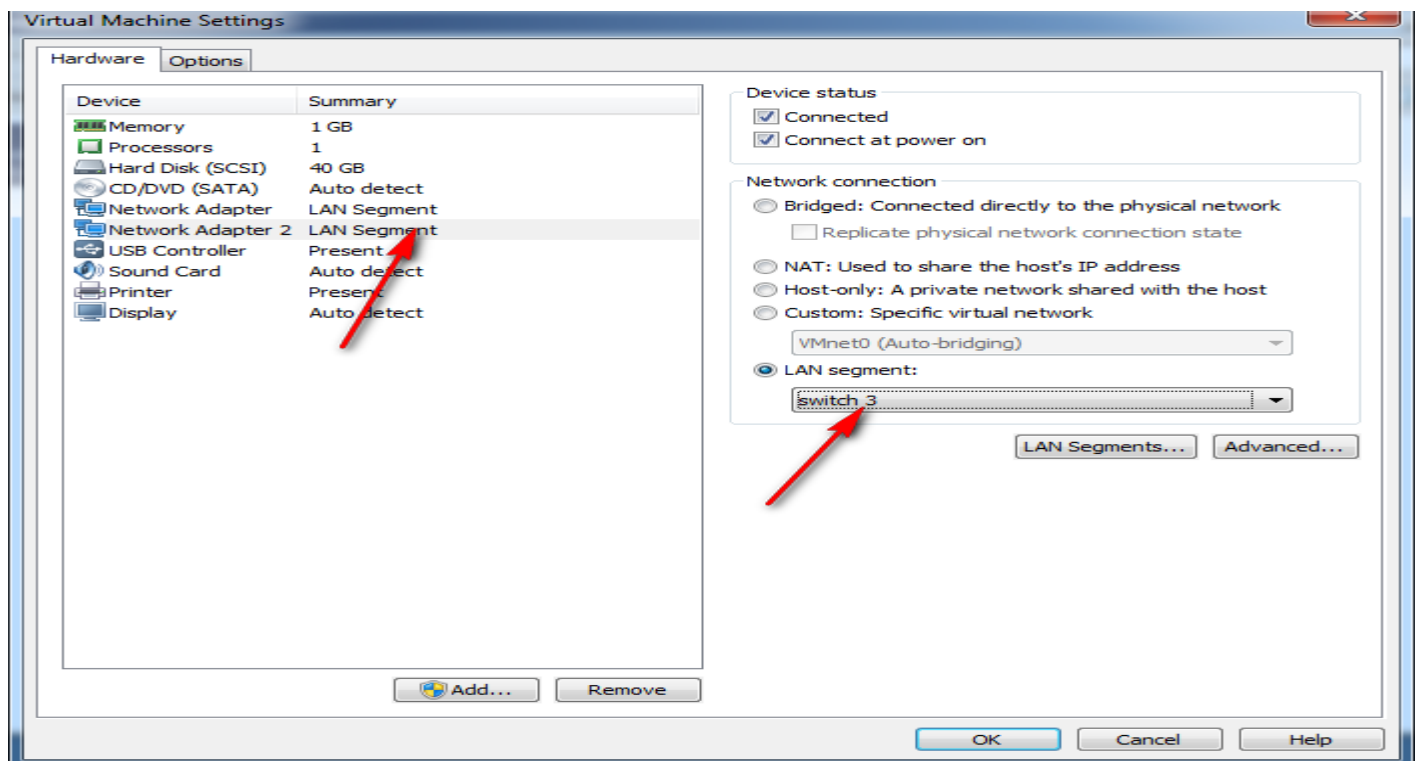 Virtual Machine Settings
Hardware Options
Device Summary
Memory 1 GB
Processors 1
Hard Disk (SCSI) 40 GB
CD/DVD (SATA) Auto detect
Network Adapter LAN Segment
Network Adapter 2 LAN Segment
USB Controller Present
Sound Card Auto detect
Printer Present
Display Auto detect
Add... Remove
Device status
Connected
Connect at power on
Network connection
Bridged: Connected directly to the physical network
Replicate physical network connection state
NAT: Used to share the host's IP address
Host-only: A private network shared with the host
Custom: Specific virtual network
VMnet0 (Auto-bridging)
LAN segment:
switch 3
LAN Segments... Advanced...
OK Cancel Help